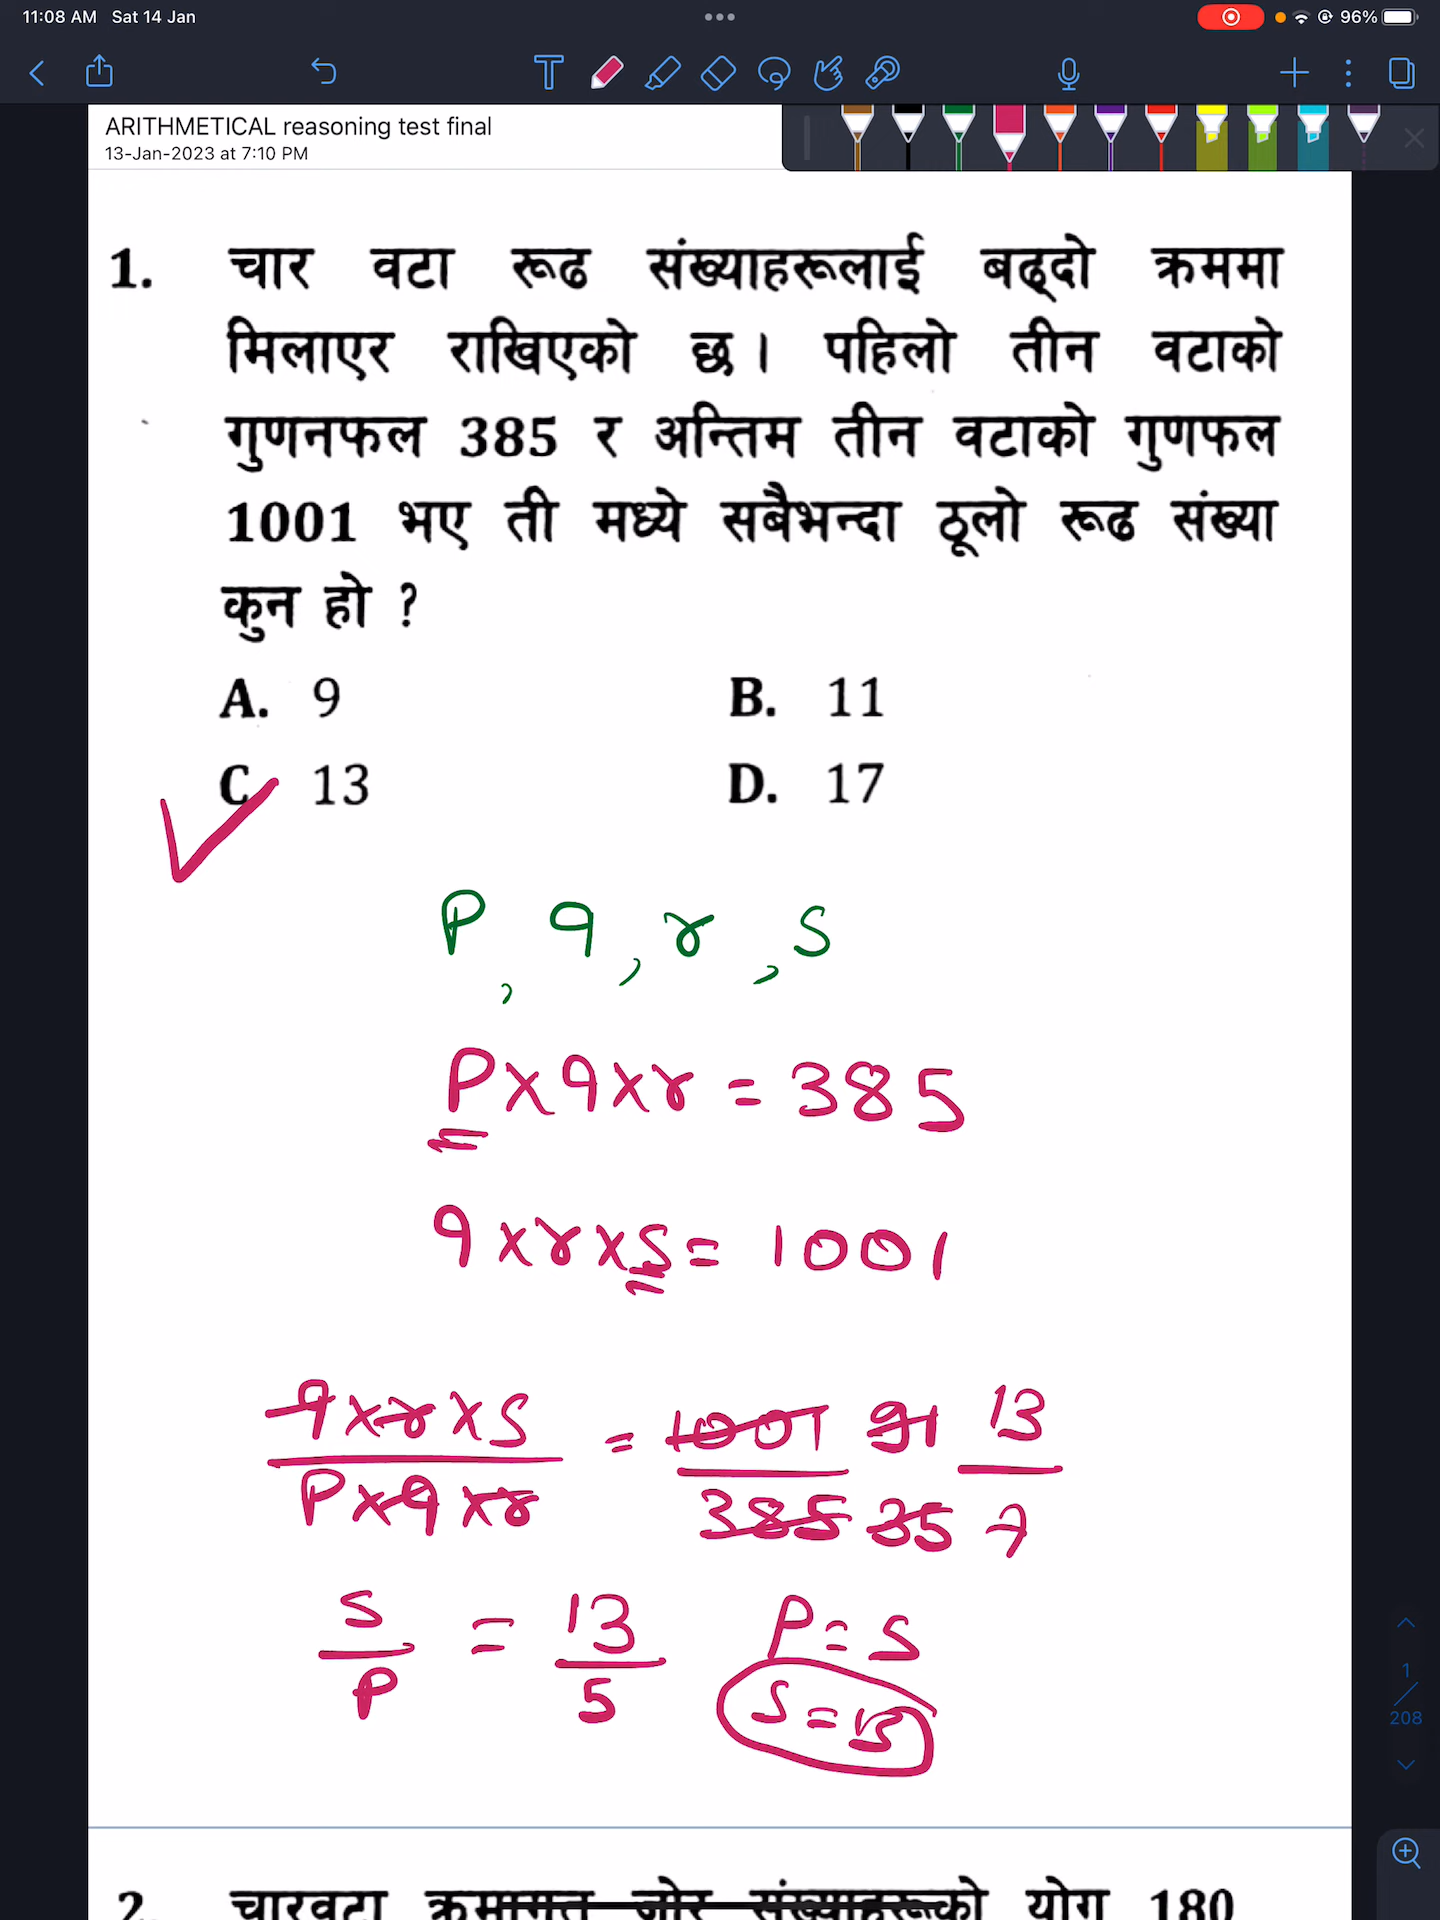 11:08 AM Sat 14 Jan
96%
ARITHMETICAL reasoning test final
13-Jan-2023 at 7:10 PM
1. चार वटा रूढ संख्याहरूलाई बढ्दो क्रममा
मिलाएर राखिएको छ । पहिलो तीन वटाको
गुणनफल 385 र अन्तिम तीन वटाको गुणफल
1001 भए ती मध्ये सबैभन्दा ठूलो रूढ संख्या
कुन हो ?
A. 9 B. 11
C 13 D. 17
P, q, r, s
P x q x r = 385
q x r x s = 1001
q x r x s = 1001 91 13
P x q x r 385 35 7
s = 13 P = 5
P 5 s = 13
1
/
208
2. चारवटा क्रमागत जोर संख्याहरूको योग 180